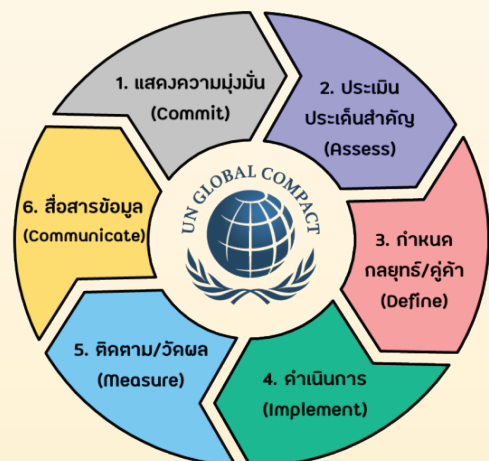 1. แสดงความมุ่งมั่น
(Commit)
2. ประเมิน
ประเด็นสำคัญ
(Assess)
3. กำหนด
กลยุทธ์/คู่ค้า
(Define)
4. ดำเนินการ
(Implement)
5. ติดตาม/วัดผล
(Measure)
6. สื่อสารข้อมูล
(Communicate)
UN GLOBAL COMPACT